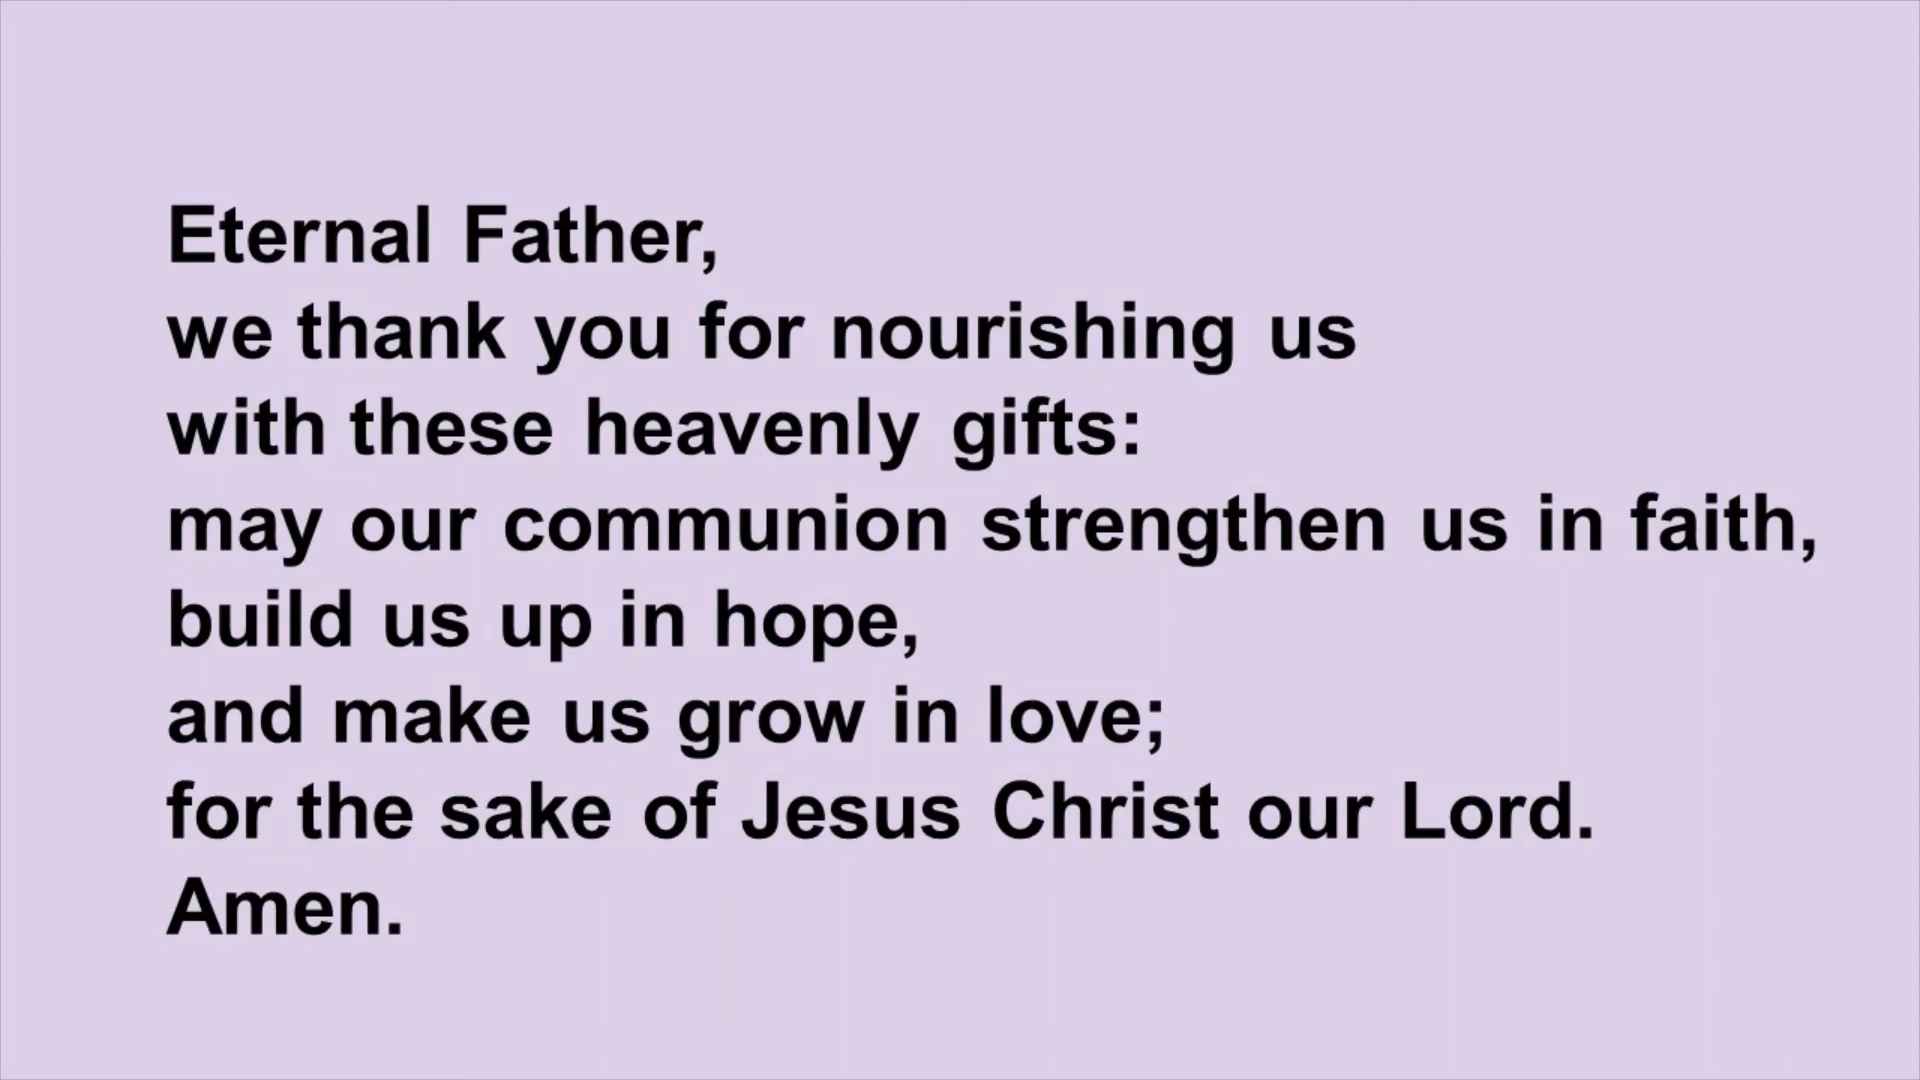 Eternal Father,
we thank you for nourishing us
with these heavenly gifts:
may our communion strengthen us in faith,
build us up in hope,
and make us grow in love;
for the sake of Jesus Christ our Lord.
Amen.